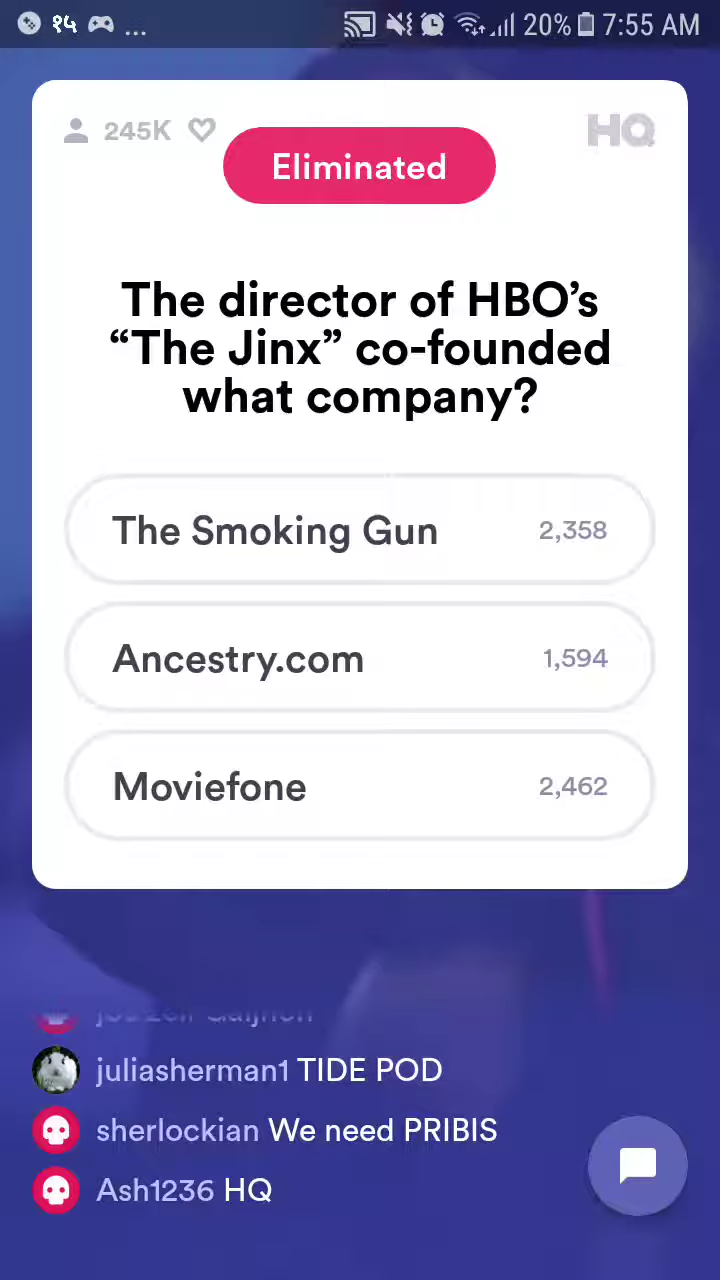 १५ ... 20% 7:55 AM
245K HQ
Eliminated
The director of HBO’s
“The Jinx” co-founded
what company?
The Smoking Gun 2,358
Ancestry.com 1,594
Moviefone 2,462
juliasherman1 TIDE POD
sherlockian We need PRIBIS
Ash1236 HQ